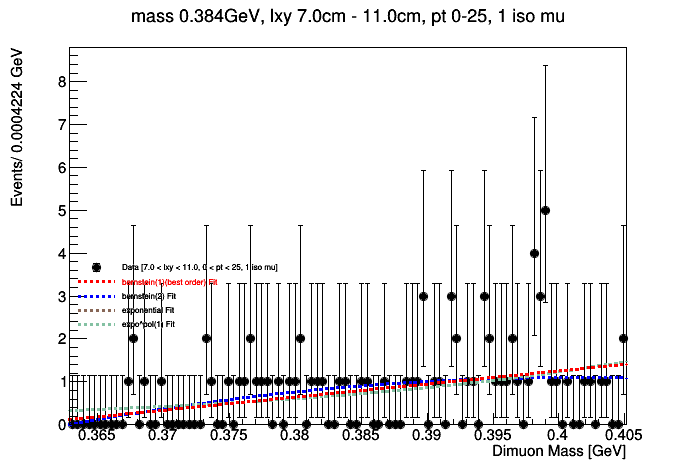 mass 0.384GeV, lxy 7.0cm - 11.0cm, pt 0-25, 1 iso mu
Events/ 0.0004224 GeV
8
7
6
5
4
3
2
1
0
Data [7.0 < lxy < 11.0, 0 < pt < 25, 1 iso mu]
bernstein(1)(best order) Fit
bernstein(2) Fit
exponential Fit
expo*pol(1) Fit
0.365 0.37 0.375 0.38 0.385 0.39 0.395 0.4 0.405
Dimuon Mass [GeV]